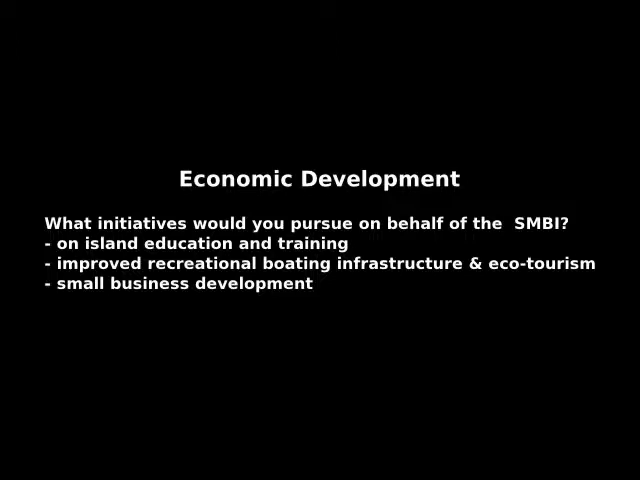 Economic Development
What initiatives would you pursue on behalf of the  SMBI?
- on island education and training
- improved recreational boating infrastructure & eco-tourism
- small business development